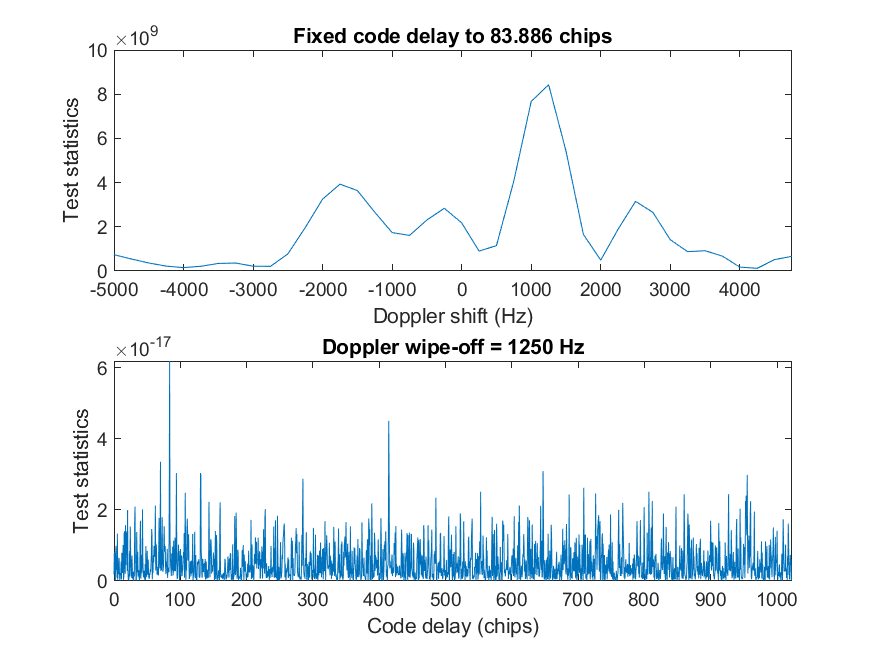 ×10^9
Fixed code delay to 83.886 chips
10
8
6
4
2
0
Test statistics
-5000 -4000 -3000 -2000 -1000 0 1000 2000 3000 4000
Doppler shift (Hz)
×10^-17
Doppler wipe-off = 1250 Hz
6
4
2
0
Test statistics
0 100 200 300 400 500 600 700 800 900 1000
Code delay (chips)